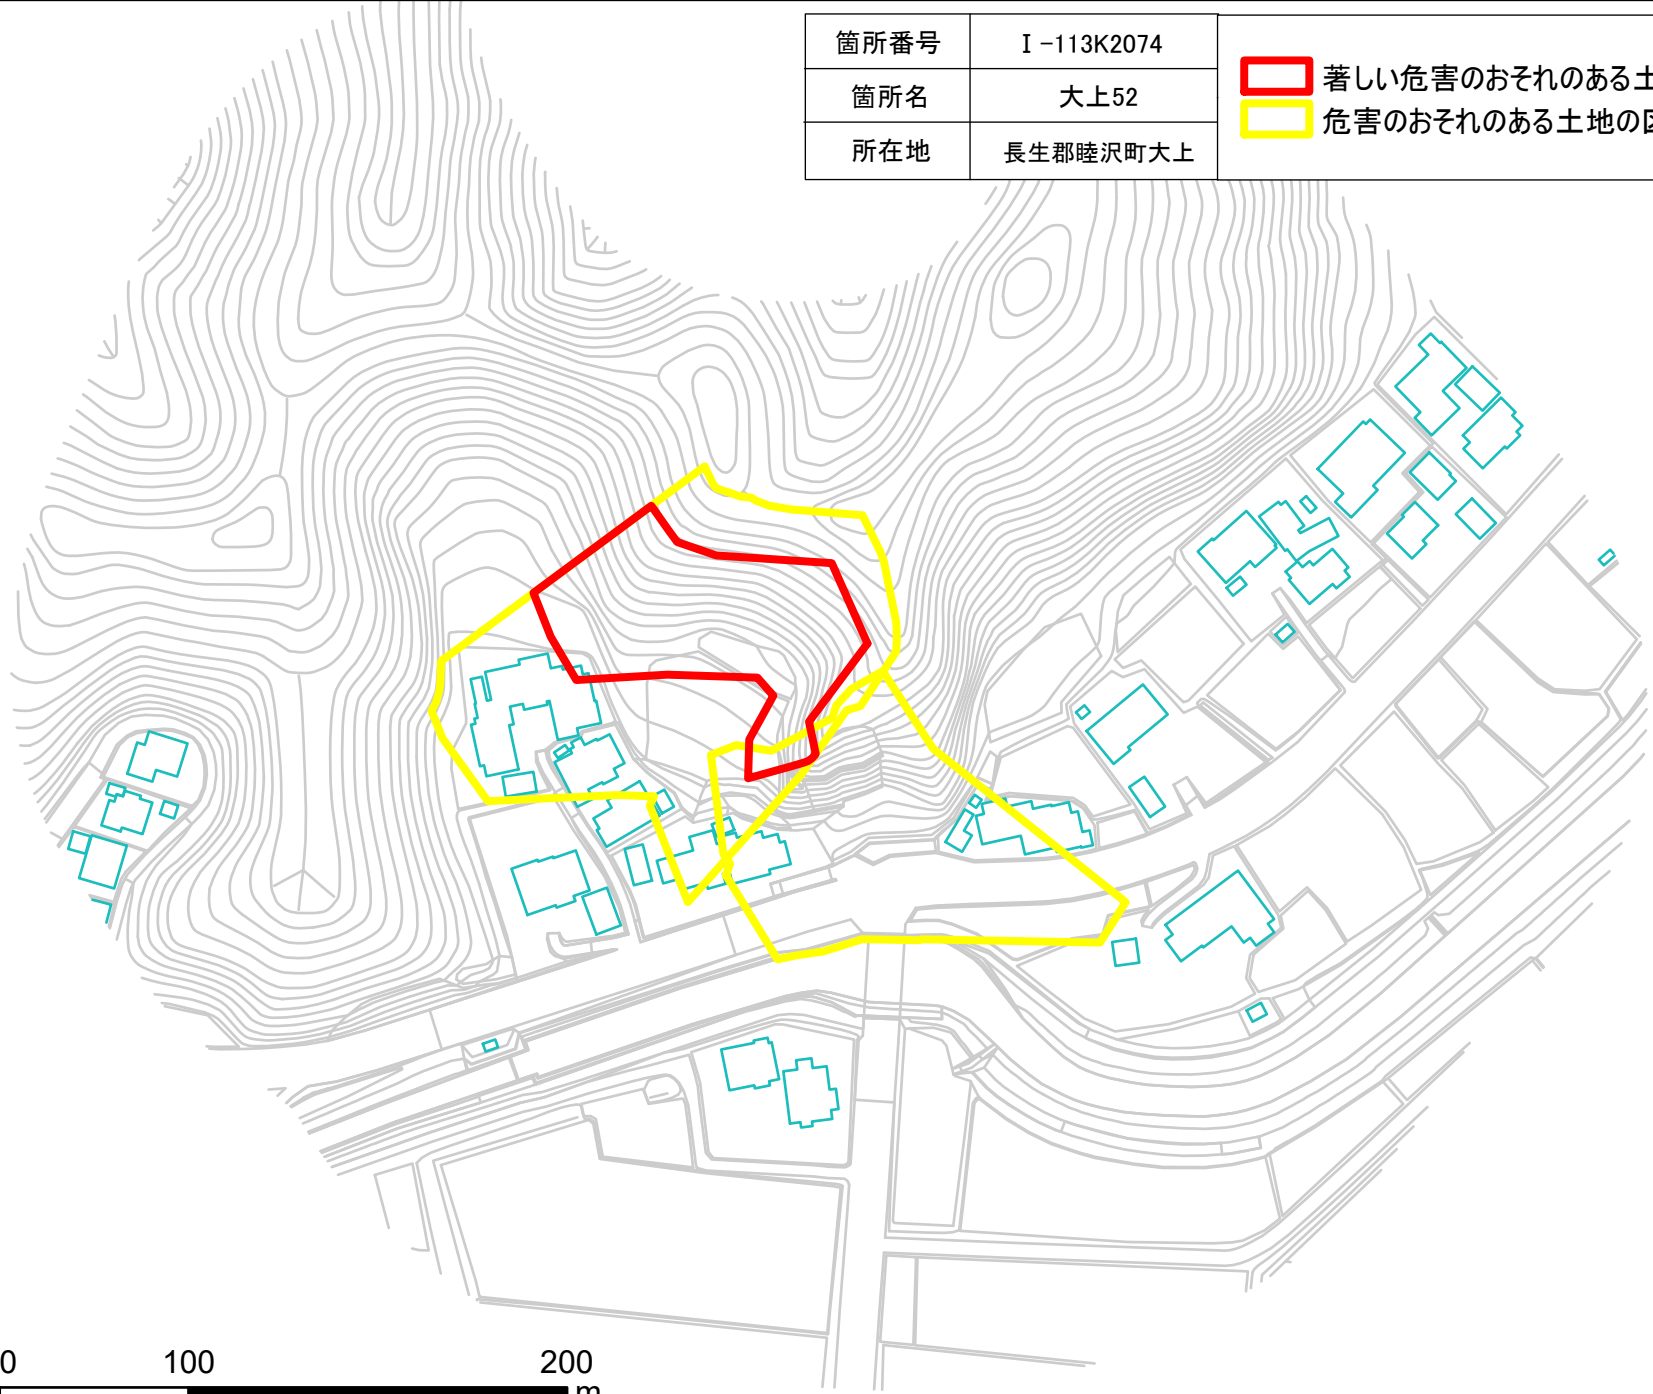 箇所番号 Ⅰ-113K2074
箇所名 大上52
所在地 長生郡睦沢町大上
著しい危害のおそれのある土
危害のおそれのある土地の区
0 100 200
m